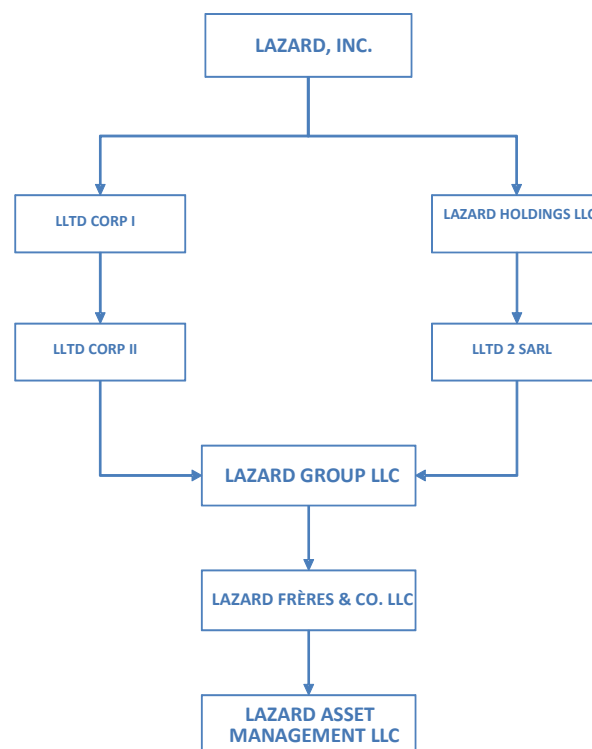 LAZARD, INC.
LLTD CORP I
LAZARD HOLDINGS LLC
LLTD CORP II
LLTD 2 SARL
LAZARD GROUP LLC
LAZARD FRÈRES & CO. LLC
LAZARD ASSET
MANAGEMENT LLC